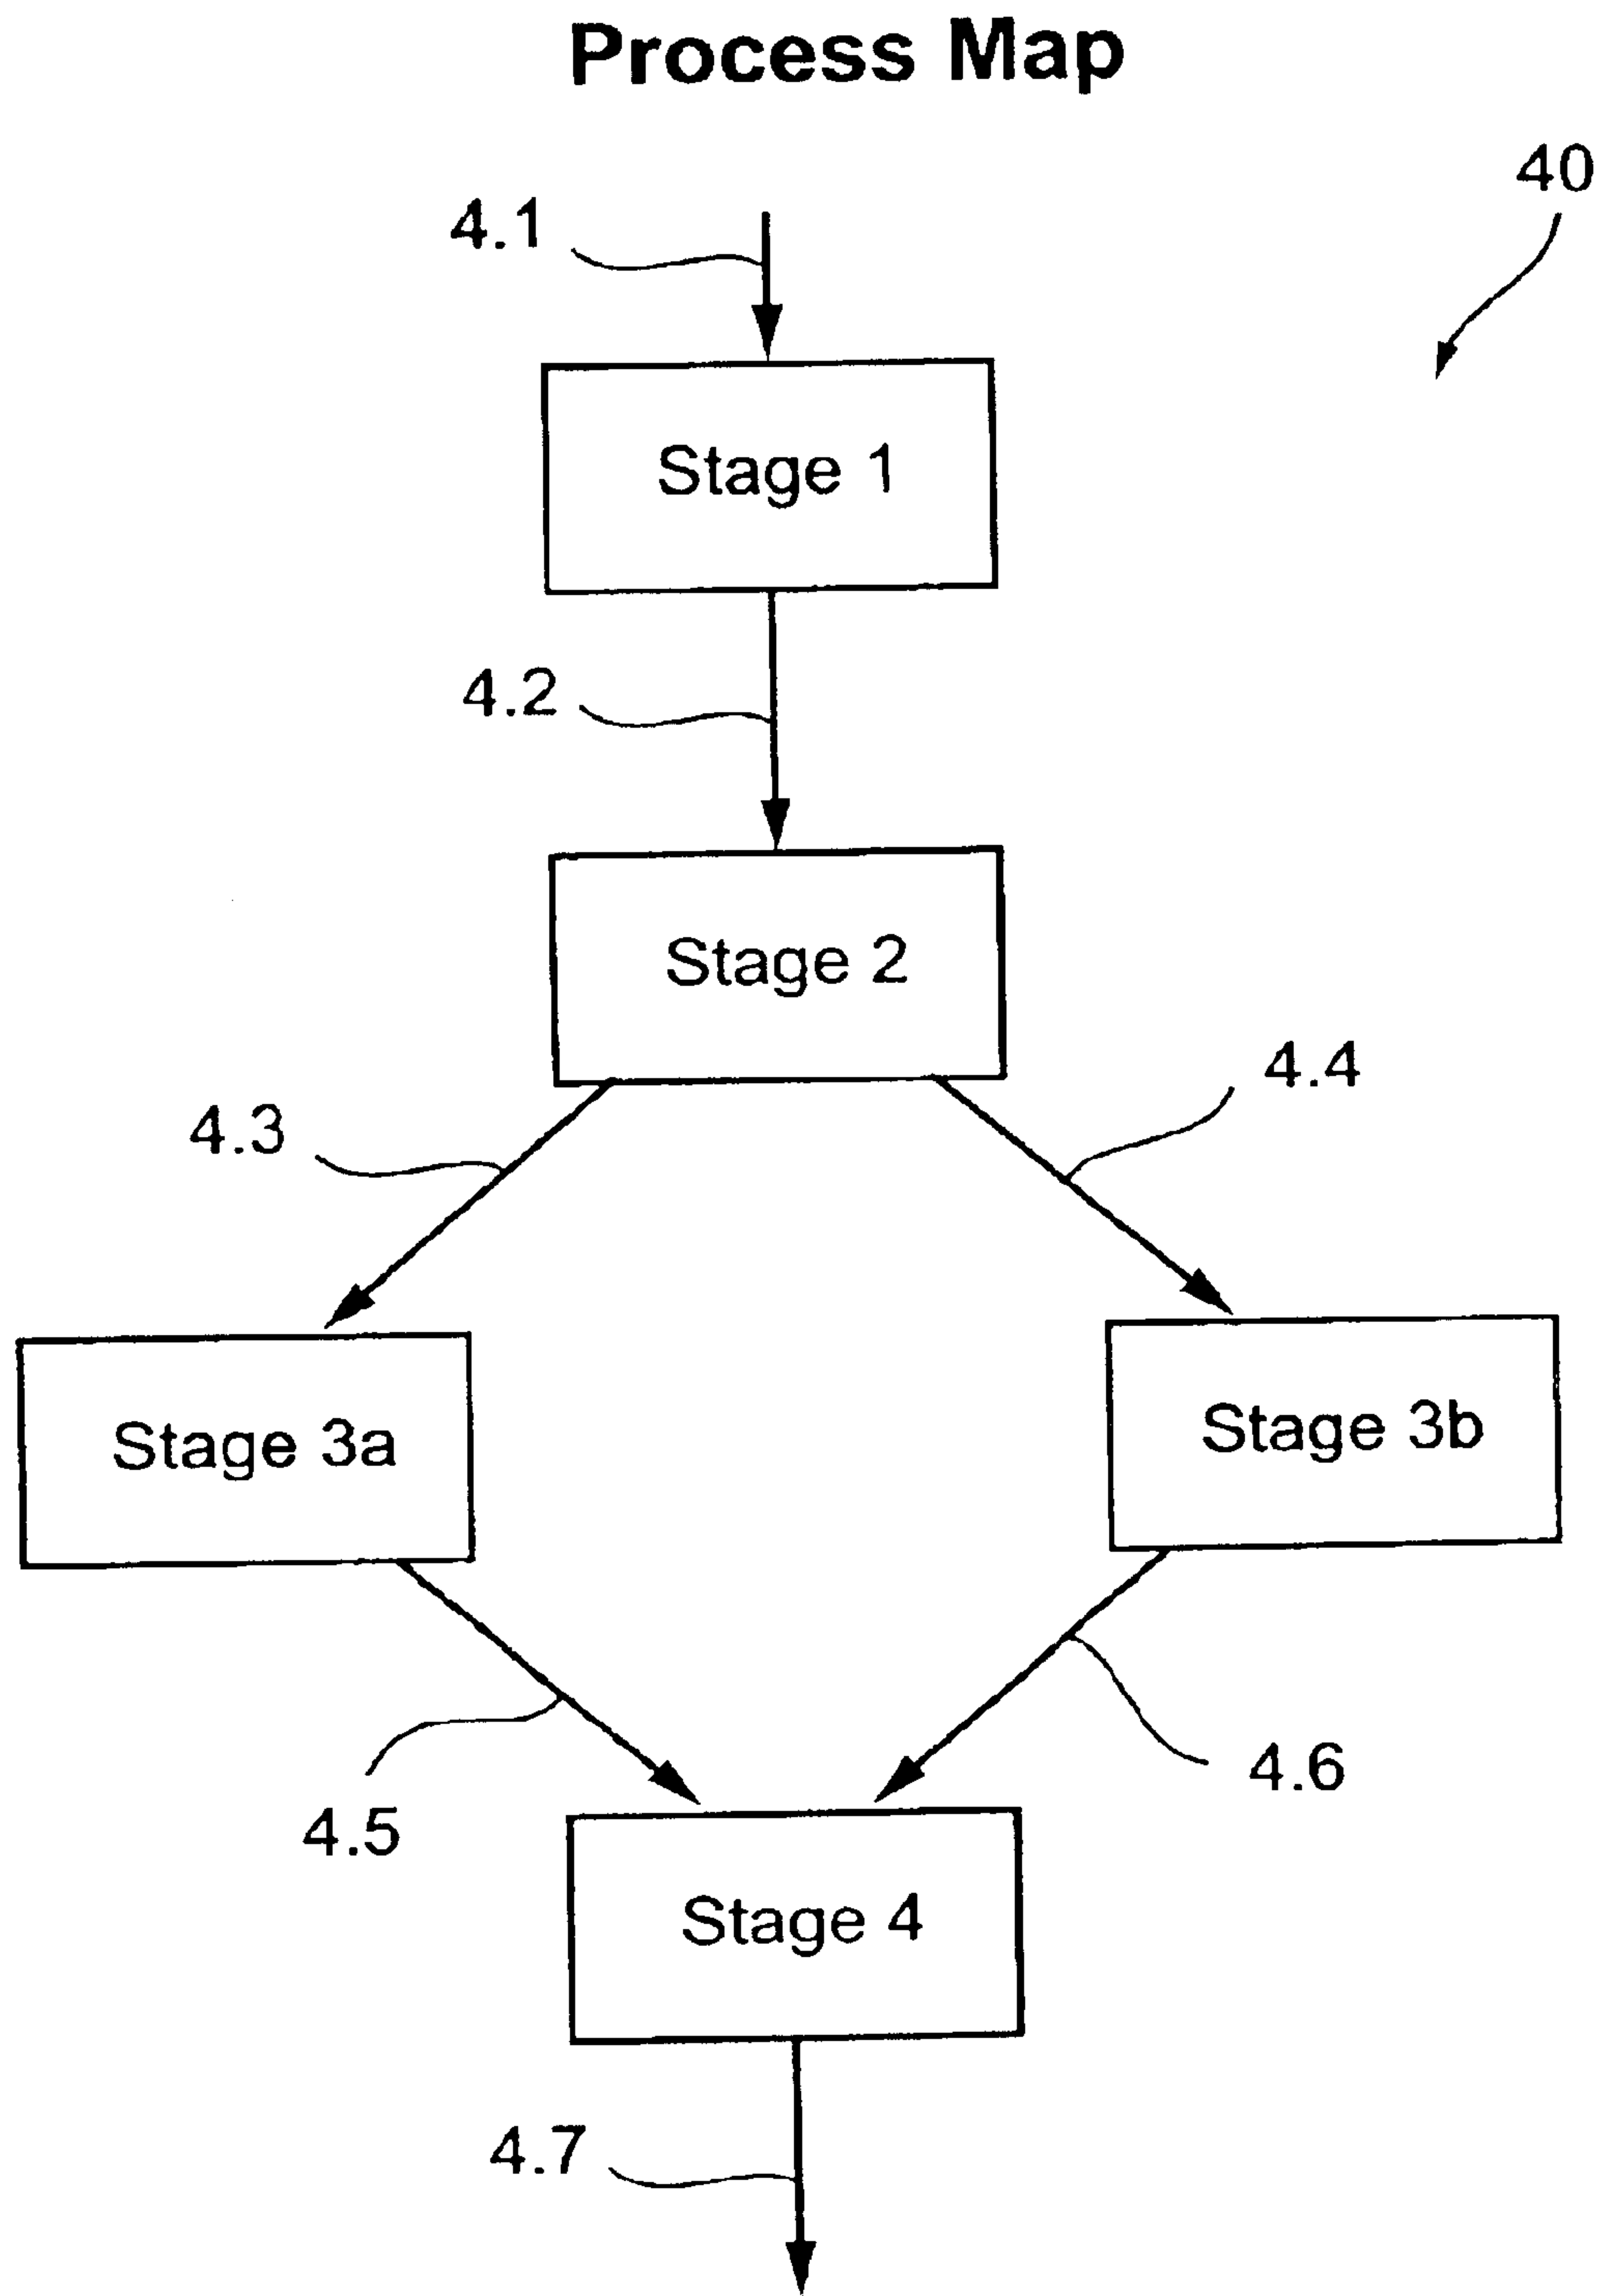 Process Map
40
4.1
Stage 1
4.2
Stage 2
4.3
4.4
Stage 3a
Stage 3b
4.5
4.6
Stage 4
4.7